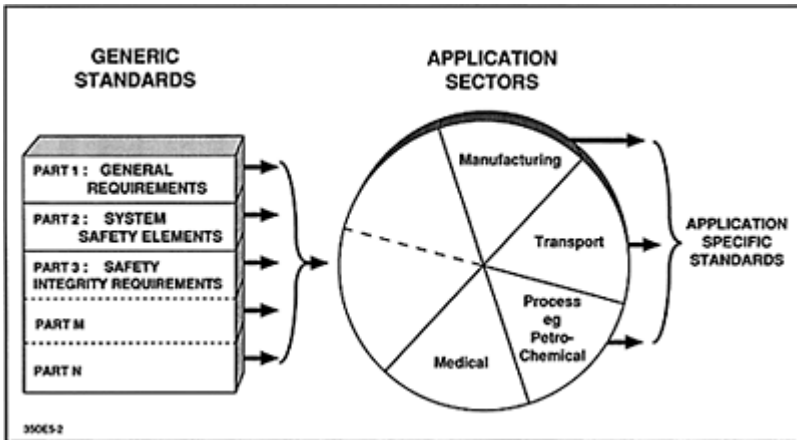 GENERIC
STANDARDS
PART 1 : GENERAL
REQUIREMENTS
PART 2 : SYSTEM
SAFETY ELEMENTS
PART 3 : SAFETY
INTEGRITY REQUIREMENTS
PART M
PART N
APPLICATION
SECTORS
Manufacturing
Transport
Process
eg
Petro-
Chemical
Medical
APPLICATION
SPECIFIC
STANDARDS
350E5-2